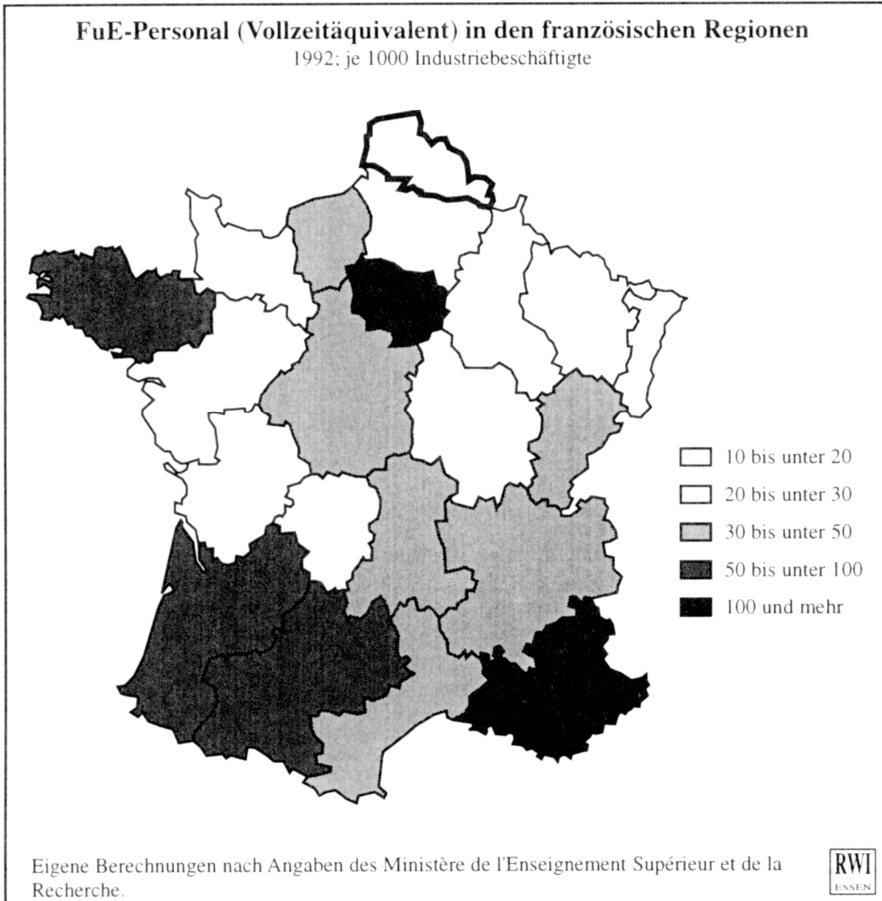 FuE-Personal (Vollzeitäquivalent) in den französischen Regionen
1992; je 1000 Industriebeschäftigte
10 bis unter 20
20 bis unter 30
30 bis unter 50
50 bis unter 100
100 und mehr
Eigene Berechnungen nach Angaben des Ministère de l'Enseignement Supérieur et de la
Recherche.
RWI
ESSEN